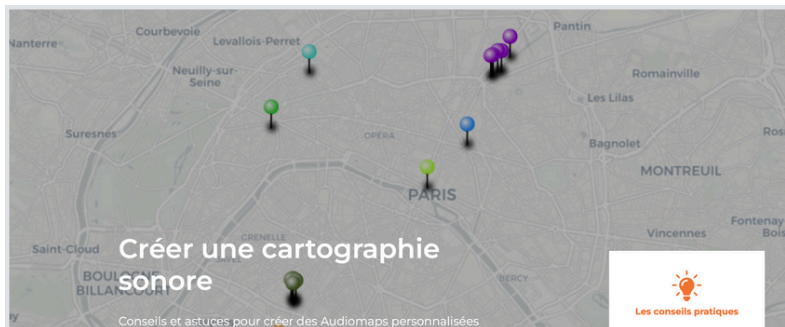 Courbevoie
Pantin
Nanterre
Levallois-Perret
Neuilly-sur-
Seine
Romainville
Les Lilas
Suresnes
OPÉRA
Bagnolet
MONTREUIL
PARIS
Fontenay
Vincennes
GRENELLE
Saint-Cloud
Créer une cartographie
sonore
BOULOGNE
BILLANCOURT
BERCY
Les conseils pratiques
Conseils et astuces pour créer des Audiomaps personnalisées